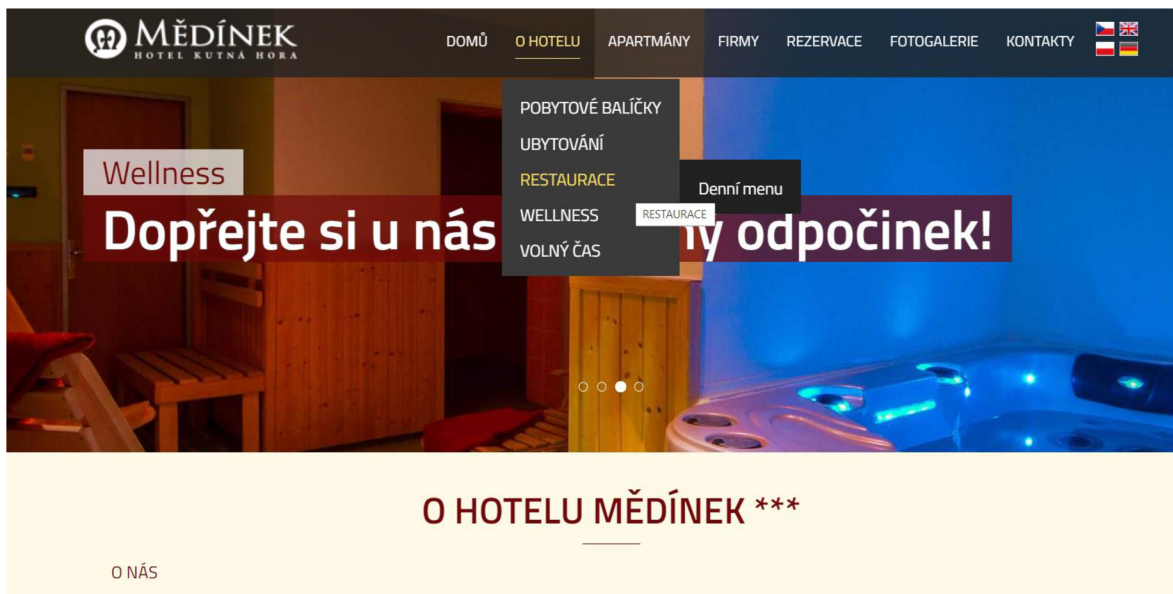 MĚDÍNEK
HOTEL KUTNÁ HORA
DOMŮ
O HOTELU
APARTMÁNY
FIRMY
REZERVACE
FOTOGALERIE
KONTAKTY
POBYTOVÉ BALÍČKY
UBYTOVÁNÍ
RESTAURACE
Denní menu
WELLNESS
RESTAURACE
VOLNÝ ČAS
Wellness
Dopřejte si u nás odpočinek!
O HOTELU MĚDÍNEK ***
O NÁS